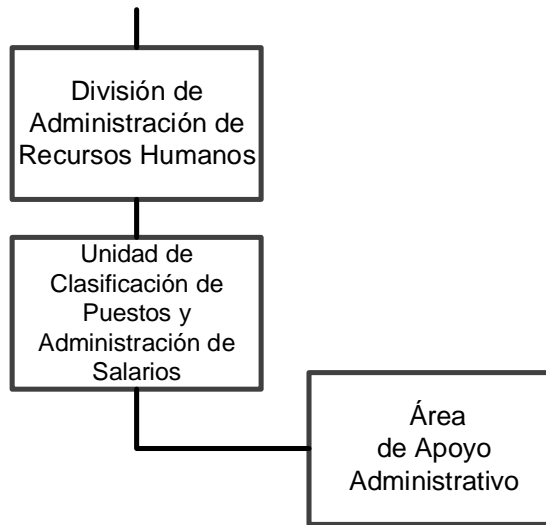 División de
Administración de
Recursos Humanos
Unidad de
Clasificación de
Puestos y
Administración de
Salarios
Área
de Apoyo
Administrativo